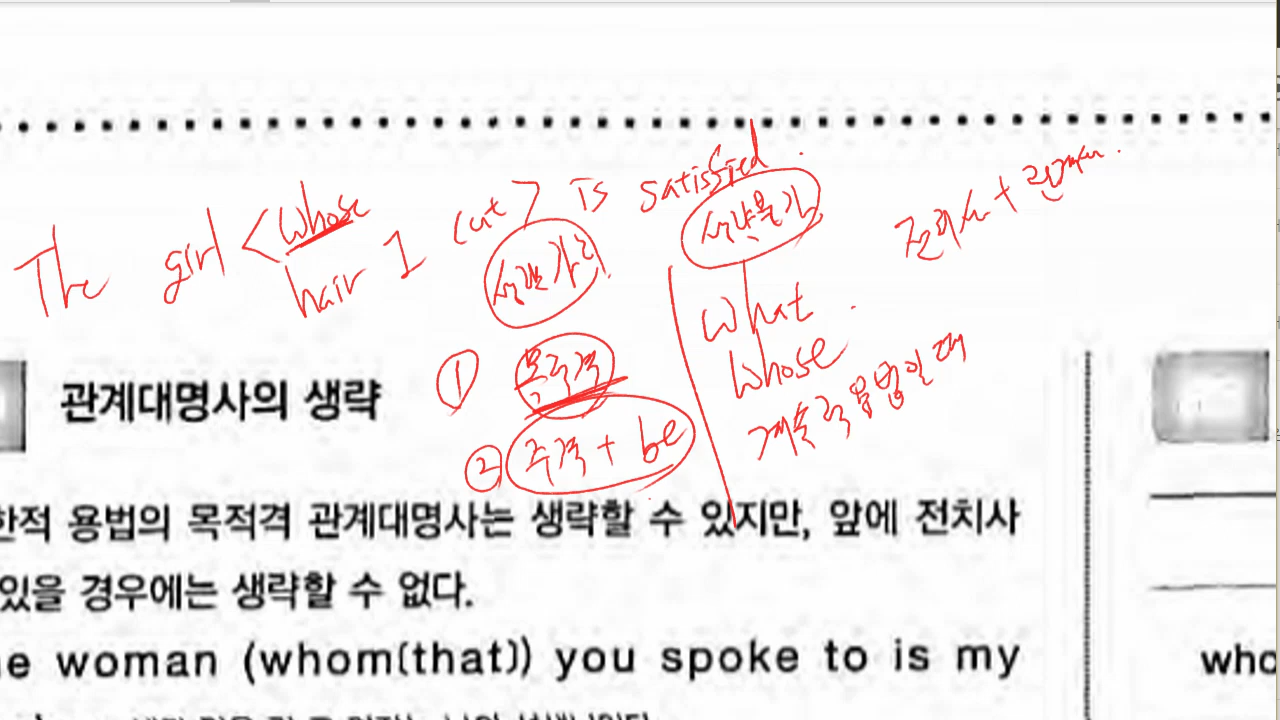 The girl <whose hair I cut> is satisfied.
생략가능
생략불가
전치사 + 관계사.
① 목적격
② 주격 + be
what.
whose
계속적 용법일 때
관계대명사의 생략
한적 용법의 목적격 관계대명사는 생략할 수 있지만, 앞에 전치사
있을 경우에는 생략할 수 없다.
e woman (whom(that)) you spoke to is my
who